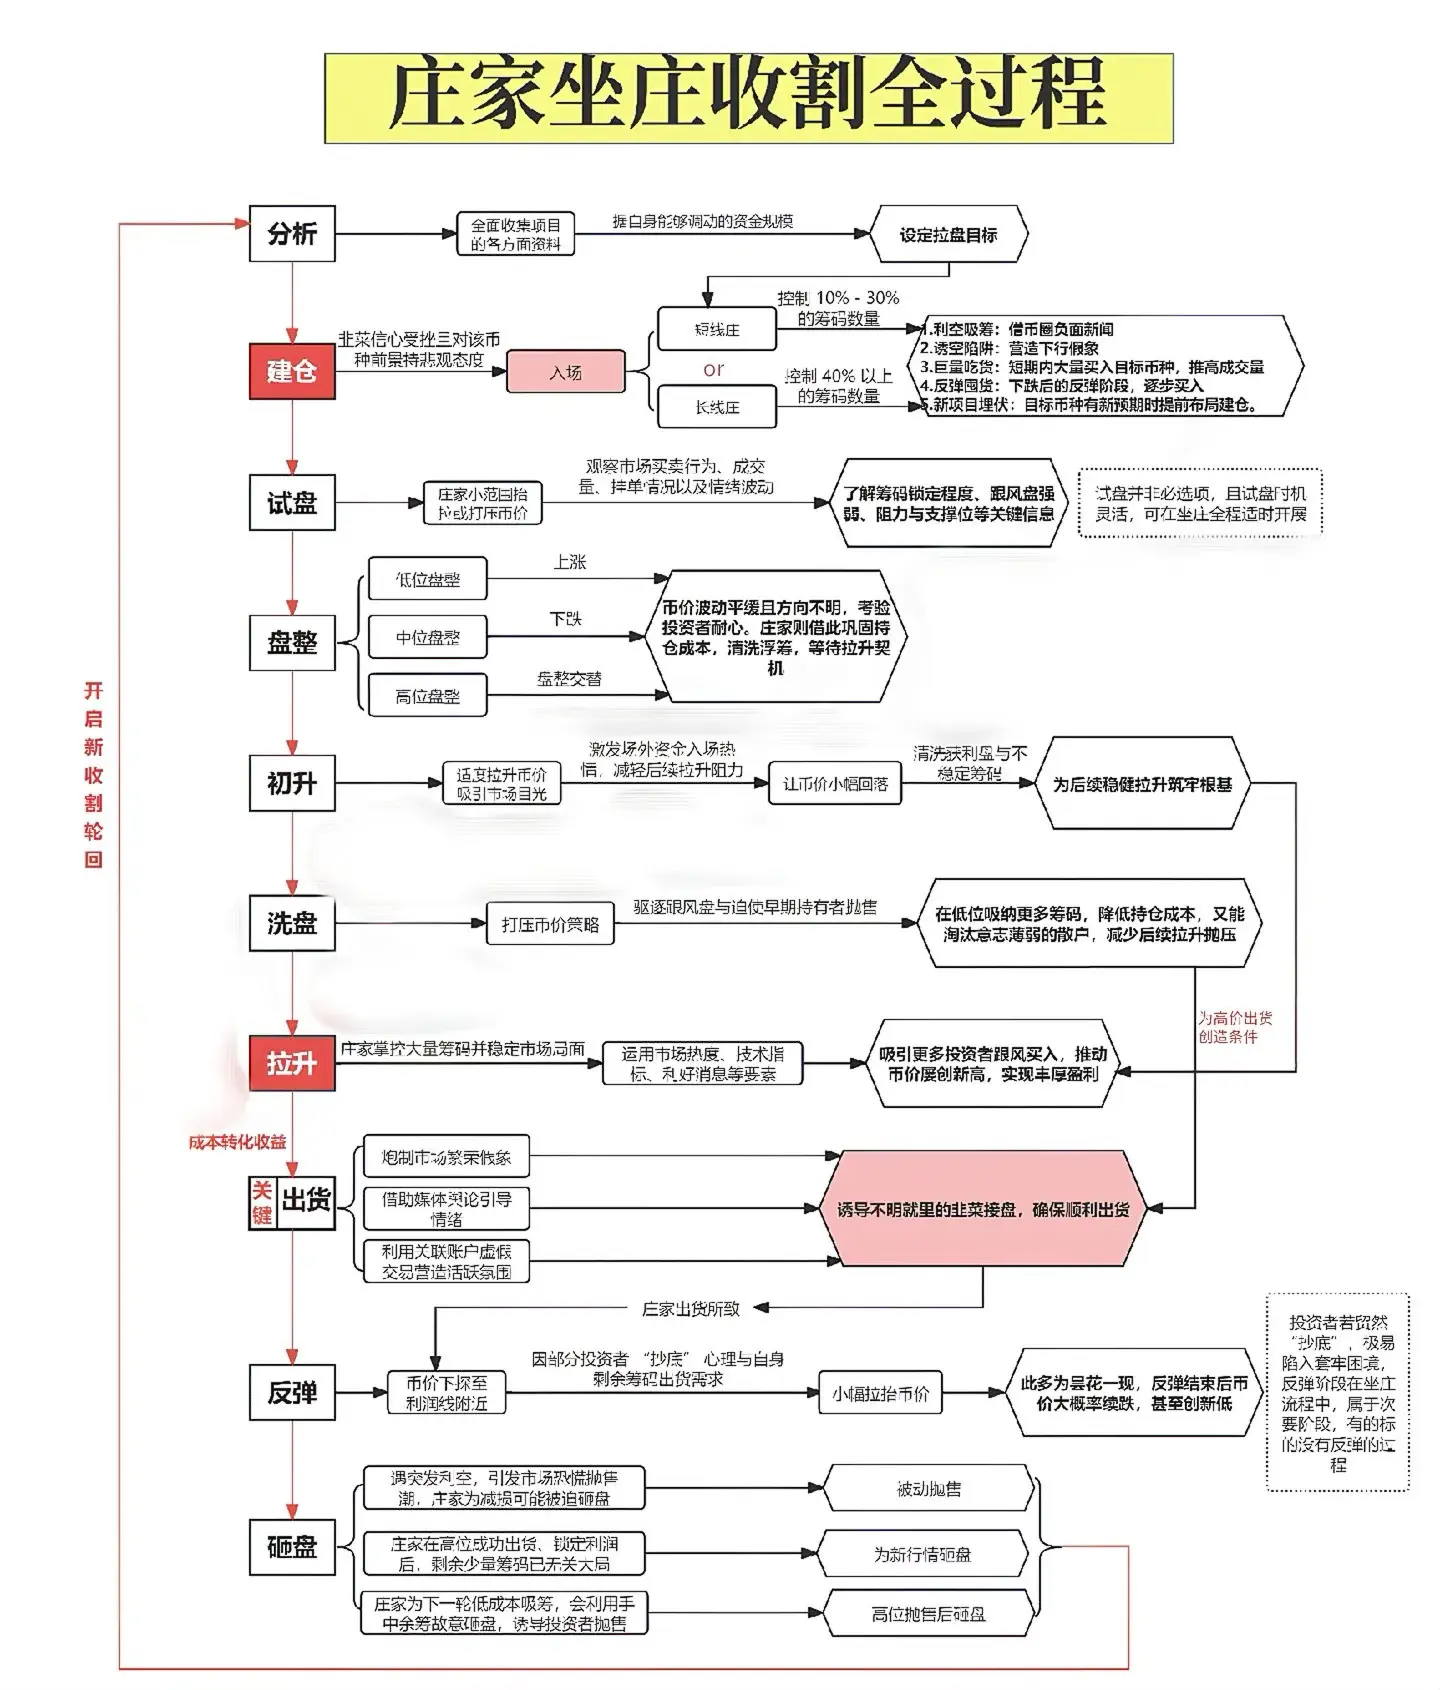 庄家坐庄收割全过程
分析
全面收集项目
的各方面资料
据自身能够调动的资金规模
设定拉盘目标
建仓
韭菜信心受挫三对该币
种前景持悲观态度
入场
短线庄
or
长线庄
控制 10% - 30%
的筹码数量
控制 40% 以上
的筹码数量
1.利空吸筹：借币圈负面新闻
2.诱空陷阱：营造下行假象
3.巨量吃货：短期内大量买入目标币种，推高成交量
4.反弹囤货：下跌后的反弹阶段，逐步买入
5.新项目埋伏：目标币种有新预期时提前布局建仓。
试盘
庄家小范围抬
拉或打压币价
观察市场买卖行为、成交
量、挂单情况以及情绪波动
了解筹码锁定程度、跟风盘强
弱、阻力与支撑位等关键信息
试盘并非必选项，且试盘时机
灵活，可在坐庄全程适时开展
盘整
低位盘整
上涨
中位盘整
下跌
高位盘整
盘整交替
币价波动平缓且方向不明，考验
投资者耐心。庄家则借此巩固持
仓成本，清洗浮筹，等待拉升契
机
初升
适度拉升币价
吸引市场目光
激发场外资金入场热
情，减轻后续拉升阻力
让币价小幅回落
清洗获利盘与不
稳定筹码
为后续稳健拉升筑牢根基
洗盘
打压币价策略
驱逐跟风盘与迫使早期持有者抛售
在低位吸纳更多筹码，降低持仓成本，又能
淘汰意志薄弱的散户，减少后续拉升抛压
为高价出货
创造条件
拉升
庄家掌控大量筹码并稳定市场局面
运用市场热度、技术指
标、利好消息等要素
吸引更多投资者跟风买入，推动
币价屡创新高，实现丰厚盈利
成本转化收益
关键
出货
炮制市场繁荣假象
借助媒体舆论引导
情绪
利用关联账户虚假
交易营造活跃氛围
诱导不明就里的韭菜接盘，确保顺利出货
庄家出货所致
反弹
币价下探至
利润线附近
因部分投资者 “抄底” 心理与自身
剩余筹码出货需求
小幅拉抬币价
此多为昙花一现，反弹结束后币
价大概率续跌，甚至创新低
投资者若贸然
“抄底”，极易
陷入套牢困境，
反弹阶段在坐庄
流程中，属于次
要阶段，有的标
的没有反弹的过
程
砸盘
遇突发利空，引发市场恐慌抛售
潮，庄家为减损可能被迫砸盘
被动抛售
庄家在高位成功出货、锁定利润
后，剩余少量筹码已无关大局
为新行情砸盘
庄家为下一轮低成本吸筹，会利用手
中余筹故意砸盘，诱导投资者抛售
高位抛售后砸盘
开启新收割轮回